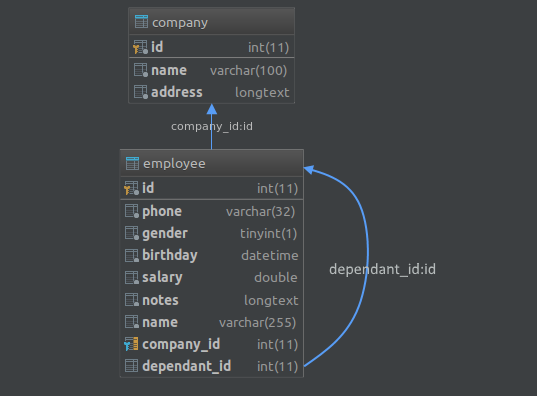 company
id int(11)
name varchar(100)
address longtext
company_id:id
employee
id int(11)
phone varchar(32)
gender tinyint(1)
birthday datetime
salary double
notes longtext
name varchar(255)
company_id int(11)
dependant_id int(11)
dependant_id:id